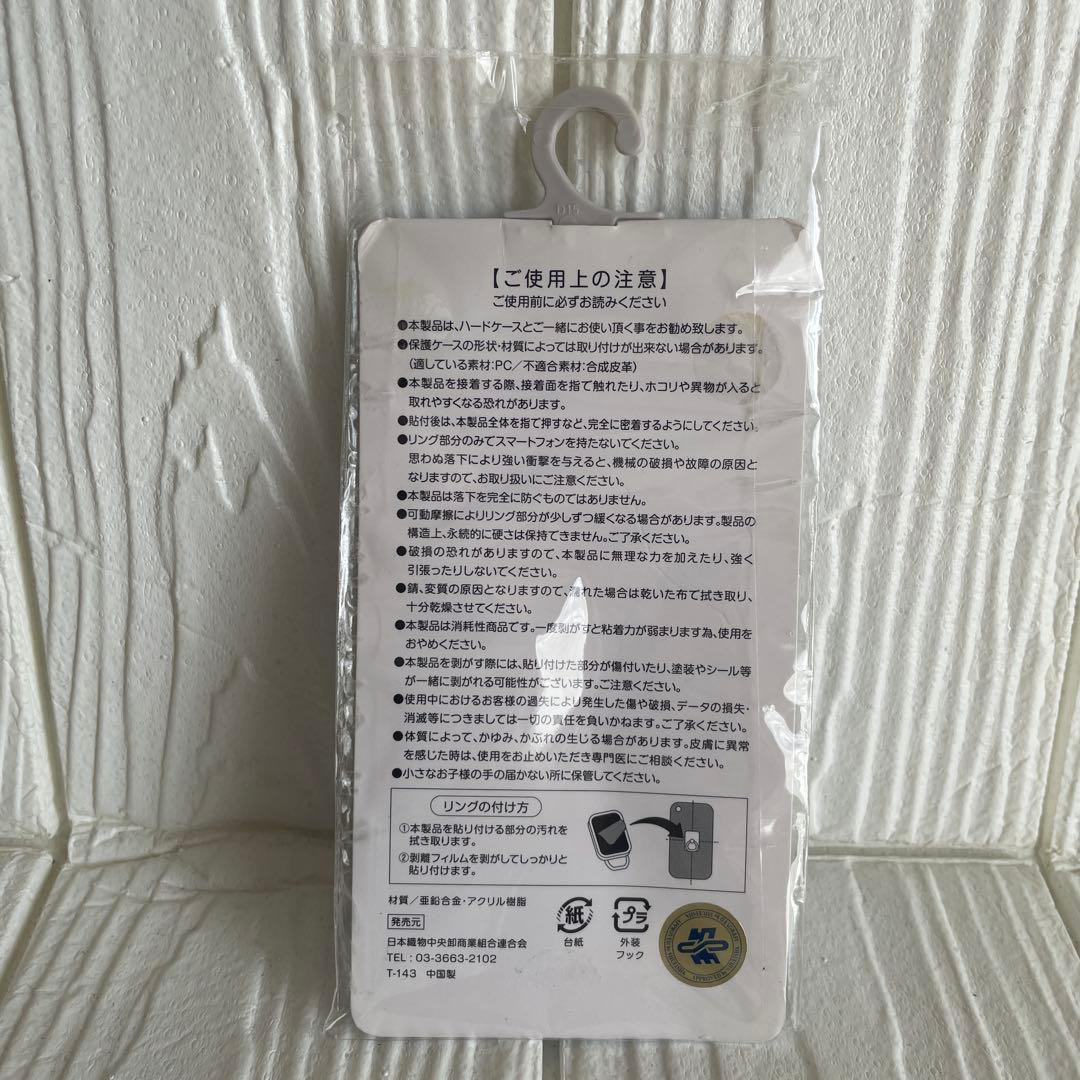 D15
【ご使用上の注意】
ご使用前に必ずお読みください
●本製品は、ハードケースとご一緒にお使い頂く事をお勧め致します。
●保護ケースの形状・材質によっては取り付けが出来ない場合があります。
(適している素材:PC/不適合素材:合成皮革)
●本製品を接着する際、接着面を指で触れたり、ホコリや異物が入ると
取れやすくなる恐れがあります。
●貼付後は、本製品全体を指で押すなど、完全に密着するようにしてください。
●リング部分のみでスマートフォンを持たないでください。
思わぬ落下により強い衝撃を与えると、機械の破損や故障の原因と
なりますので、お取り扱いにご注意ください。
●本製品は落下を完全に防ぐものではありません。
●可動摩擦によりリング部分が少しずつ緩くなる場合があります。製品の
構造上、永続的に硬さは保持できません。ご了承ください。
●破損の恐れがありますので、本製品に無理な力を加えたり、強く
引張ったりしないでください。
●錆、変質の原因となりますので、濡れた場合は乾いた布で拭き取り、
十分乾燥させてください。
●本製品は消耗性商品です。一度剥がすと粘着力が弱まります為、使用を
おやめください。
●本製品を剥がす際には、貼り付けた部分が傷付いたり、塗装やシール等
が一緒に剥がれる可能性がございます。ご注意ください。
●使用中におけるお客様の過失により発生した傷や破損、データの損失・
消滅等につきましては一切の責任を負いかねます。ご了承ください。
●体質によって、かゆみ、かぶれの生じる場合があります。皮膚に異常
を感じた時は、使用をお止めいただき専門医にご相談ください。
●小さなお子様の手の届かない所に保管してください。
リングの付け方
①本製品を貼り付ける部分の汚れを
拭き取ります。
②剥離フィルムを剥がしてしっかりと
貼り付けます。
材質/亜鉛合金・アクリル樹脂
発売元
日本織物中央卸商業組合連合会
TEL:03-3663-2102
T-143 中国製
紙
台紙
プラ
外装
フック